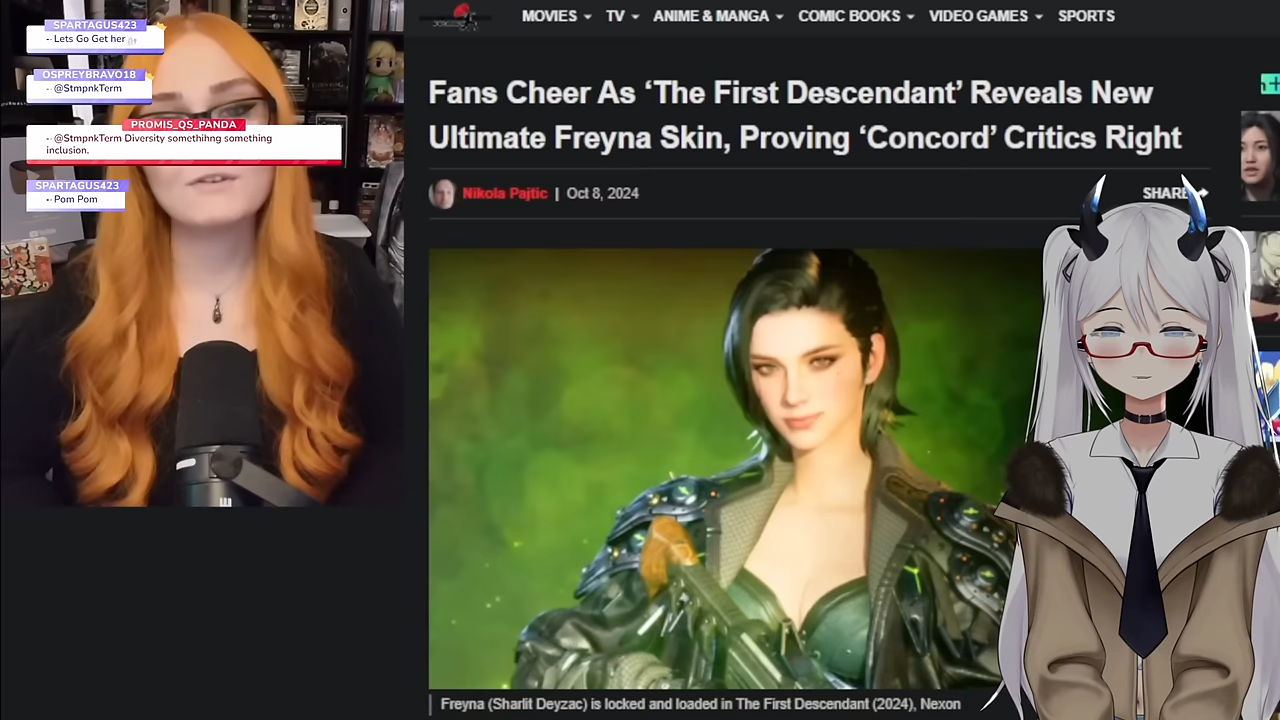 MOVIES TV ANIME & MANGA COMIC BOOKS VIDEO GAMES SPORTS
SPARTAGUS423
Lets Go Get her
OSPREYBRAVO18
@StmpnkTerm
PROMIS_QS_PANDA
@StmpnkTerm Diversity somethihng something
inclusion.
SPARTAGUS423
Pom Pom
Fans Cheer As ‘The First Descendant’ Reveals New
Ultimate Freyna Skin, Proving ‘Concord’ Critics Right
Nikola Pajtic | Oct 8, 2024
SHARE
Freyna (Sharlit Deyzac) is locked and loaded in The First Descendant (2024), Nexon